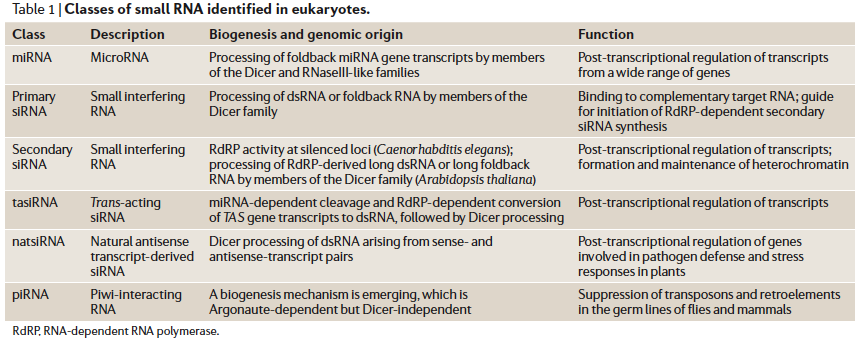 Table 1 | Classes of small RNA identified in eukaryotes.
Class Description Biogenesis and genomic origin Function
miRNA MicroRNA Processing of foldback miRNA gene transcripts by members Post-transcriptional regulation of transcripts
of the Dicer and RNaseIII-like families from a wide range of genes
Primary Small interfering Processing of dsRNA or foldback RNA by members of the Binding to complementary target RNA; guide
siRNA RNA Dicer family for initiation of RdRP-dependent secondary
siRNA synthesis
Secondary Small interfering RdRP activity at silenced loci (Caenorhabditis elegans); Post-transcriptional regulation of transcripts;
siRNA RNA processing of RdRP-derived long dsRNA or long foldback formation and maintenance of heterochromatin
RNA by members of the Dicer family (Arabidopsis thaliana)
tasiRNA Trans-acting miRNA-dependent cleavage and RdRP-dependent conversion Post-transcriptional regulation of transcripts
siRNA of TAS gene transcripts to dsRNA, followed by Dicer processing
natsiRNA Natural antisense Dicer processing of dsRNA arising from sense- and Post-transcriptional regulation of genes
transcript-derived antisense-transcript pairs involved in pathogen defense and stress
siRNA responses in plants
piRNA Piwi-interacting A biogenesis mechanism is emerging, which is Suppression of transposons and retroelements
RNA Argonaute-dependent but Dicer-independent in the germ lines of flies and mammals
RdRP, RNA-dependent RNA polymerase.